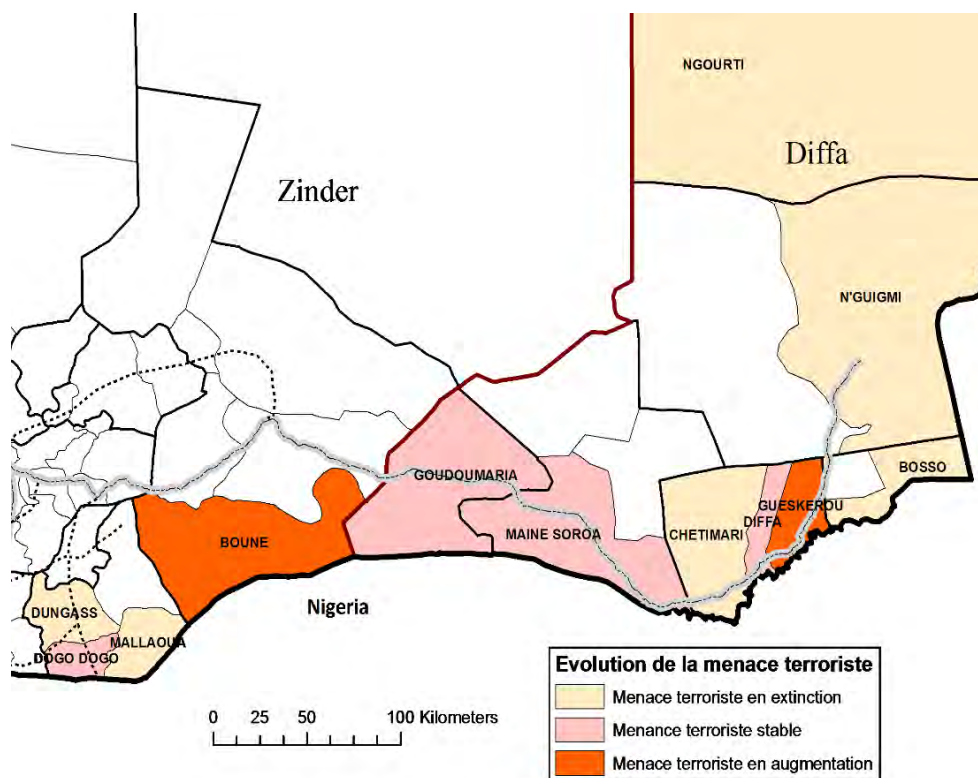 NGOURTI
Diffa
Zinder
N'GUIGMI
GOUDOUMARIA
BOSSO
GUESKEROU
DIFFA
CHETIMARI
MAINE SOROA
BOUNE
Nigeria
DUNGASS
MALLAOUA
DOGO DOGO
0 25 50 100 Kilometers
Evolution de la menace terroriste
Menace terroriste en extinction
Menance terroriste stable
Menace terroriste en augmentation